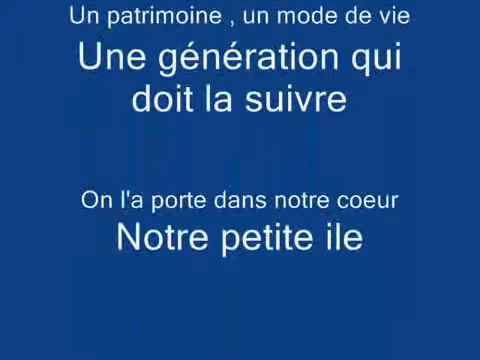 Un patrimoine , un mode de vie
Une génération qui
doit la suivre
On l'a porte dans notre coeur
Notre petite ile